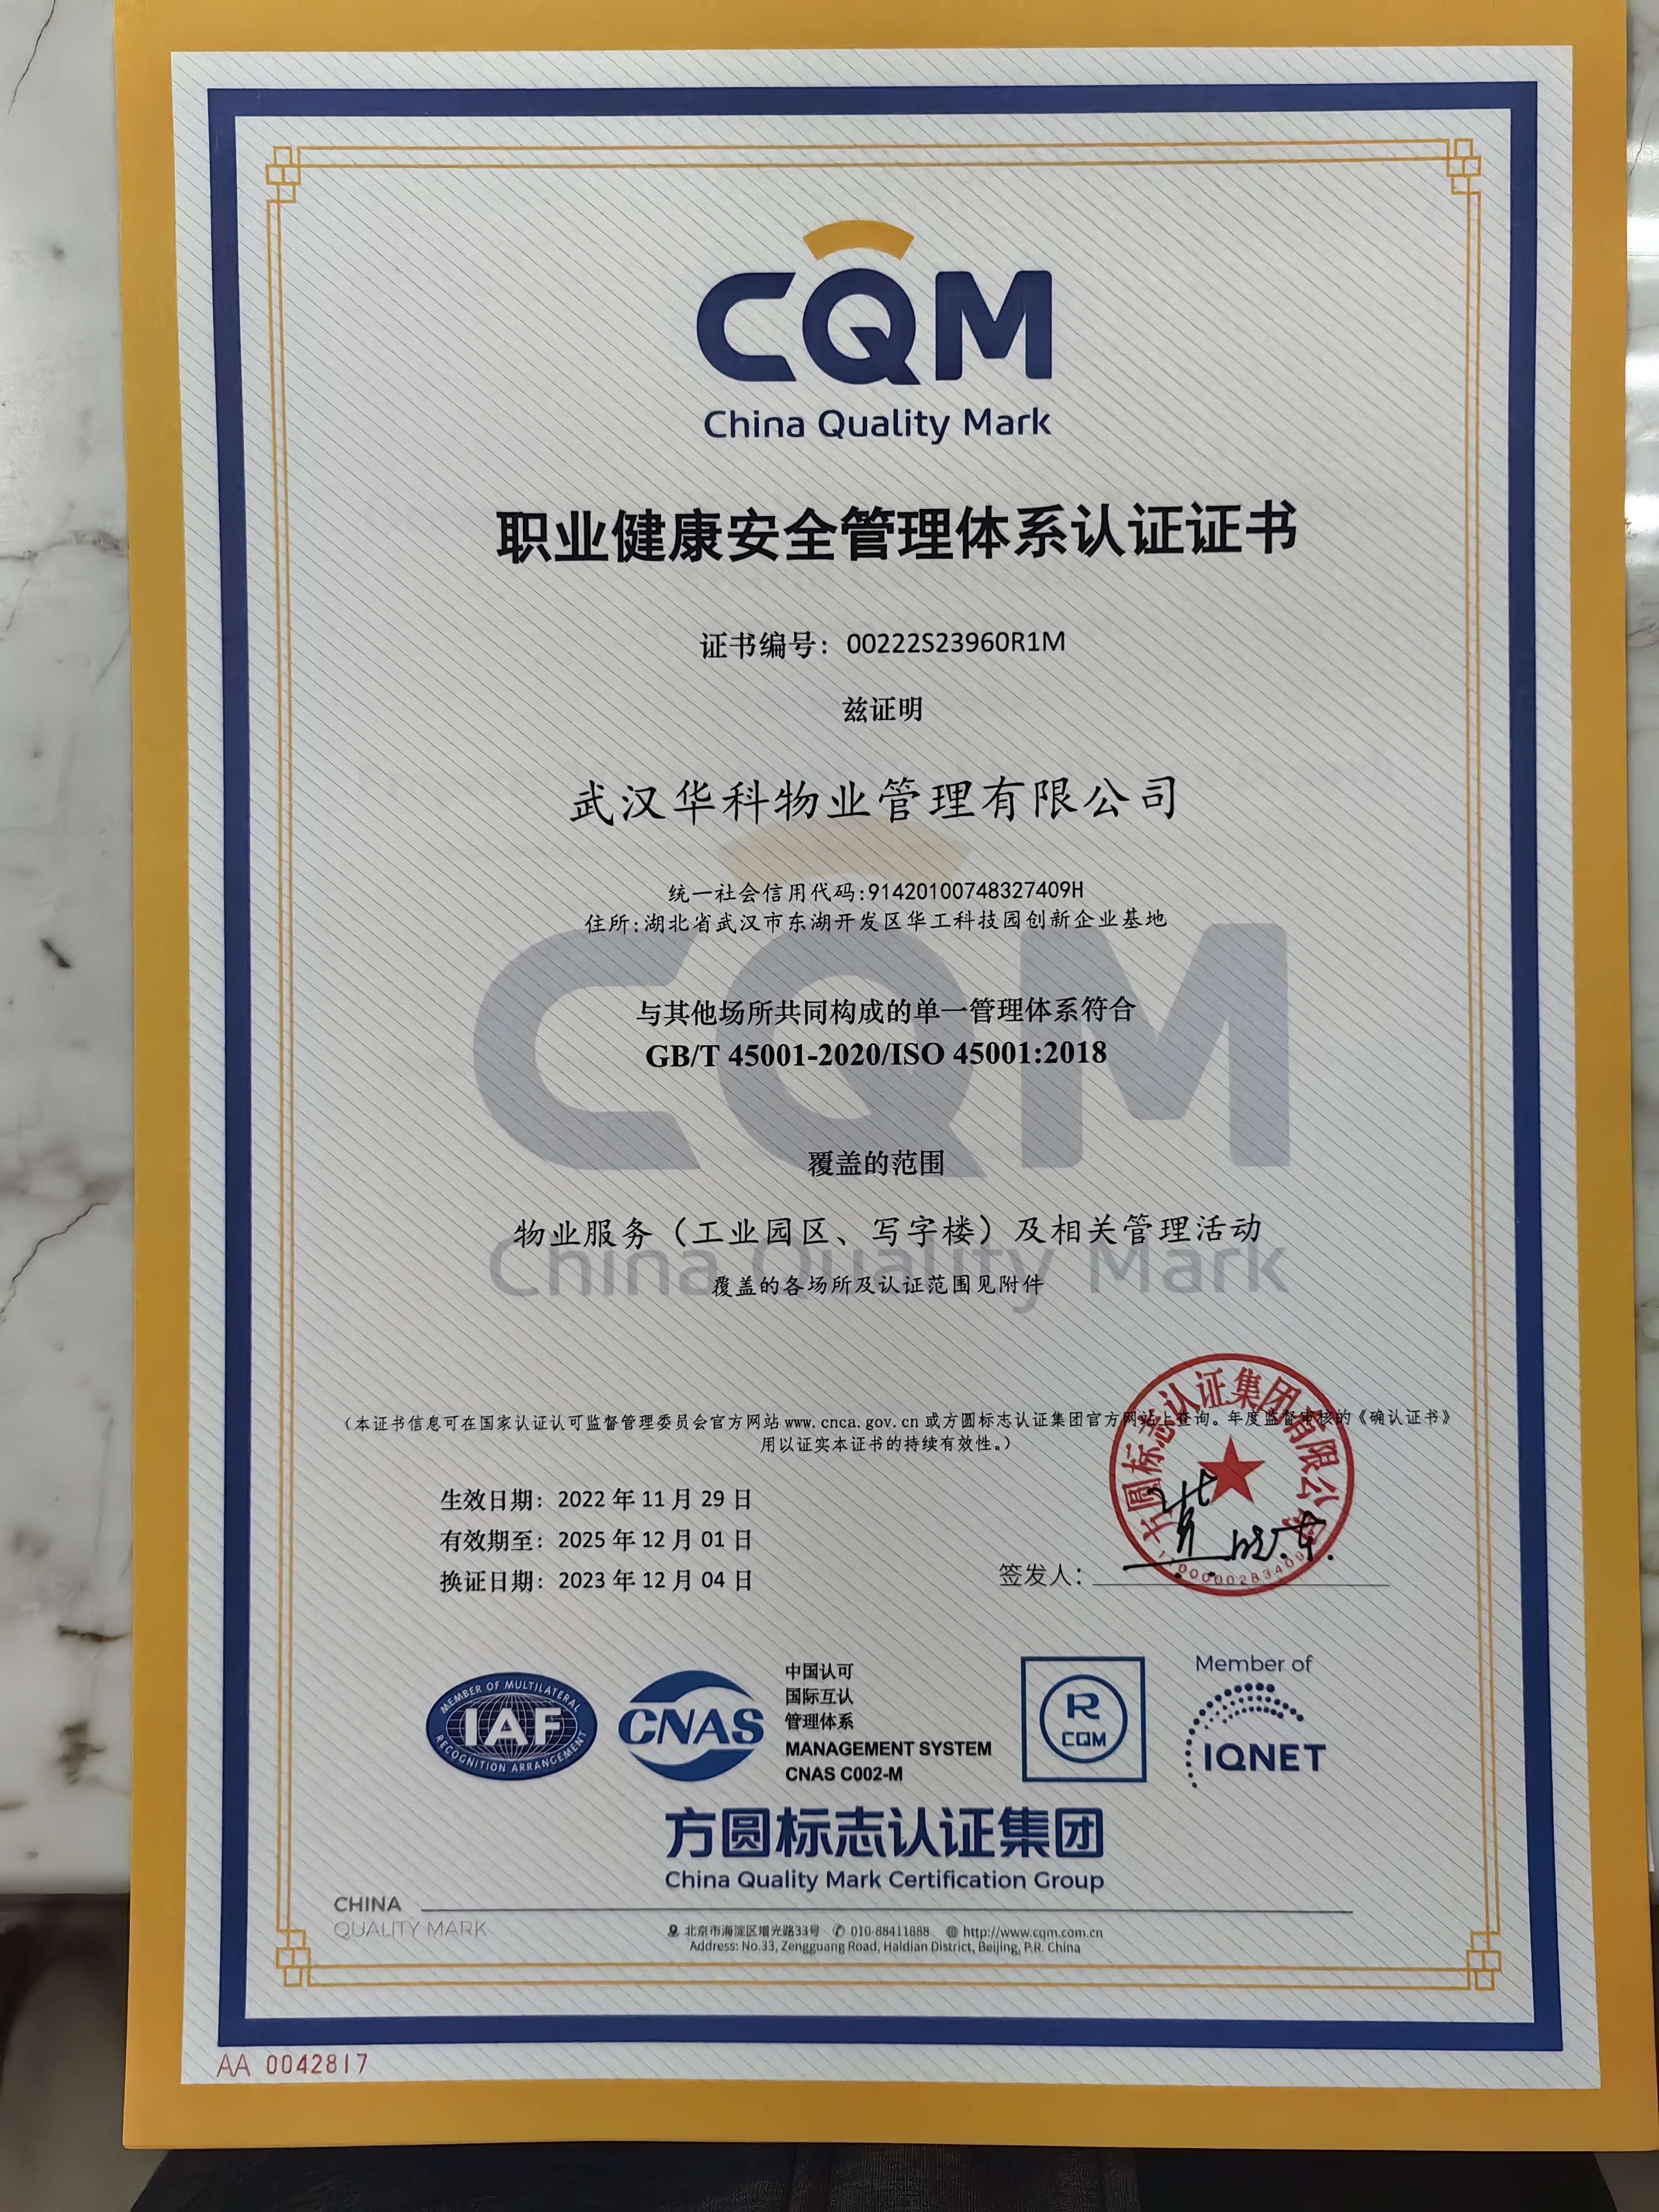 CQM
China Quality Mark
职业健康安全管理体系认证证书
证书编号：00222S23960R1M
兹证明
武汉华科物业管理有限公司
统一社会信用代码:91420100748327409H
住所:湖北省武汉市东湖开发区华工科技园创新企业基地
与其他场所共同构成的单一管理体系符合
GB/T 45001-2020/ISO 45001:2018
覆盖的范围
物业服务（工业园区、写字楼）及相关管理活动
覆盖的各场所及认证范围见附件
CQM
China Quality Mark
（本证书信息可在国家认证认可监督管理委员会官方网站 www.cnca.gov.cn 或方圆标志认证集团官方网站上查询。年度监督审核的《确认证书》
用以证实本证书的持续有效性。）
生效日期：2022 年 11 月 29 日
有效期至：2025 年 12 月 01 日
换证日期：2023 年 12 月 04 日
签发人：
方圆标志认证集团有限公司
MEMBER OF MULTILATERAL
IAF
RECOGNITION ARRANGEMENT
CNAS
中国认可
国际互认
管理体系
MANAGEMENT SYSTEM
CNAS C002-M
R
CQM
Member of
IQNET
方圆标志认证集团
China Quality Mark Certification Group
CHINA
QUALITY MARK
北京市海淀区增光路33号 010-88411888 http://www.cqm.com.cn
Address: No.33, Zengguang Road, Haidian District, Beijing, P.R. China
AA 0042817